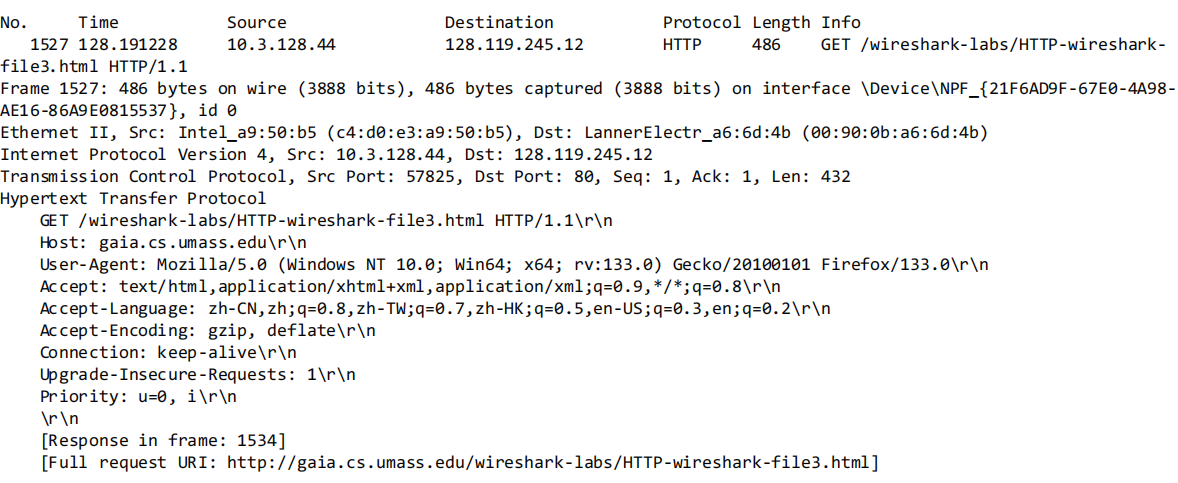 No.     Time            Source                Destination           Protocol Length Info
   1527 128.191228      10.3.128.44           128.119.245.12        HTTP     486    GET /wireshark-labs/HTTP-wireshark-
file3.html HTTP/1.1
Frame 1527: 486 bytes on wire (3888 bits), 486 bytes captured (3888 bits) on interface \Device\NPF_{21F6AD9F-67E0-4A98-
AE16-86A9E0815537}, id 0
Ethernet II, Src: Intel_a9:50:b5 (c4:d0:e3:a9:50:b5), Dst: LannerElectr_a6:6d:4b (00:90:0b:a6:6d:4b)
Internet Protocol Version 4, Src: 10.3.128.44, Dst: 128.119.245.12
Transmission Control Protocol, Src Port: 57825, Dst Port: 80, Seq: 1, Ack: 1, Len: 432
Hypertext Transfer Protocol
    GET /wireshark-labs/HTTP-wireshark-file3.html HTTP/1.1\r\n
    Host: gaia.cs.umass.edu\r\n
    User-Agent: Mozilla/5.0 (Windows NT 10.0; Win64; x64; rv:133.0) Gecko/20100101 Firefox/133.0\r\n
    Accept: text/html,application/xhtml+xml,application/xml;q=0.9,*/*;q=0.8\r\n
    Accept-Language: zh-CN,zh;q=0.8,zh-TW;q=0.7,zh-HK;q=0.5,en-US;q=0.3,en;q=0.2\r\n
    Accept-Encoding: gzip, deflate\r\n
    Connection: keep-alive\r\n
    Upgrade-Insecure-Requests: 1\r\n
    Priority: u=0, i\r\n
    \r\n
    [Response in frame: 1534]
    [Full request URI: http://gaia.cs.umass.edu/wireshark-labs/HTTP-wireshark-file3.html]